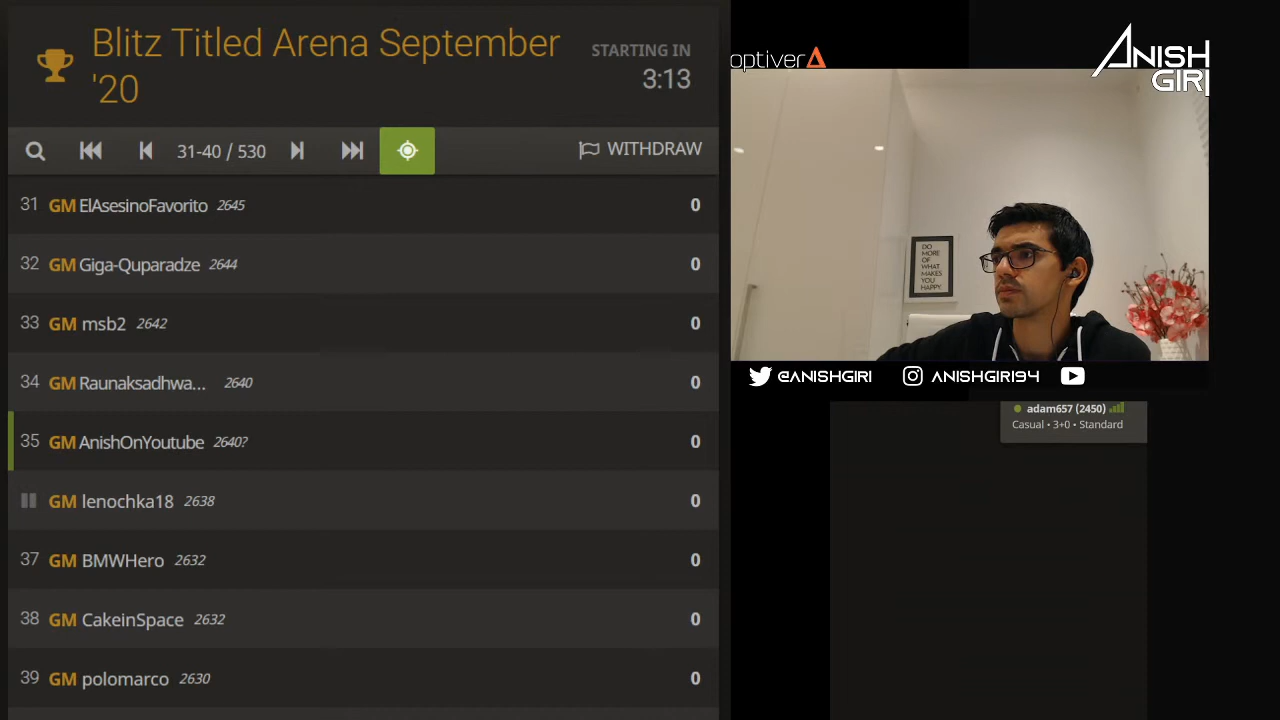 Blitz Titled Arena September
'20
STARTING IN
3:13
31-40 / 530
WITHDRAW
31 GM ElAsesinoFavorito 2645 0
32 GM Giga-Quparadze 2644 0
33 GM msb2 2642 0
34 GM Raunaksadhwa... 2640 0
35 GM AnishOnYoutube 2640? 0
GM lenochka18 2638 0
37 GM BMWHero 2632 0
38 GM CakeinSpace 2632 0
39 GM polomarco 2630 0
optiver
ANISH
GIRI
DO
MORE
OF
WHAT
MAKES
YOU
HAPPY.
@ANISHGIRI
ANISHGIRI94
adam657 (2450)
Casual • 3+0 • Standard